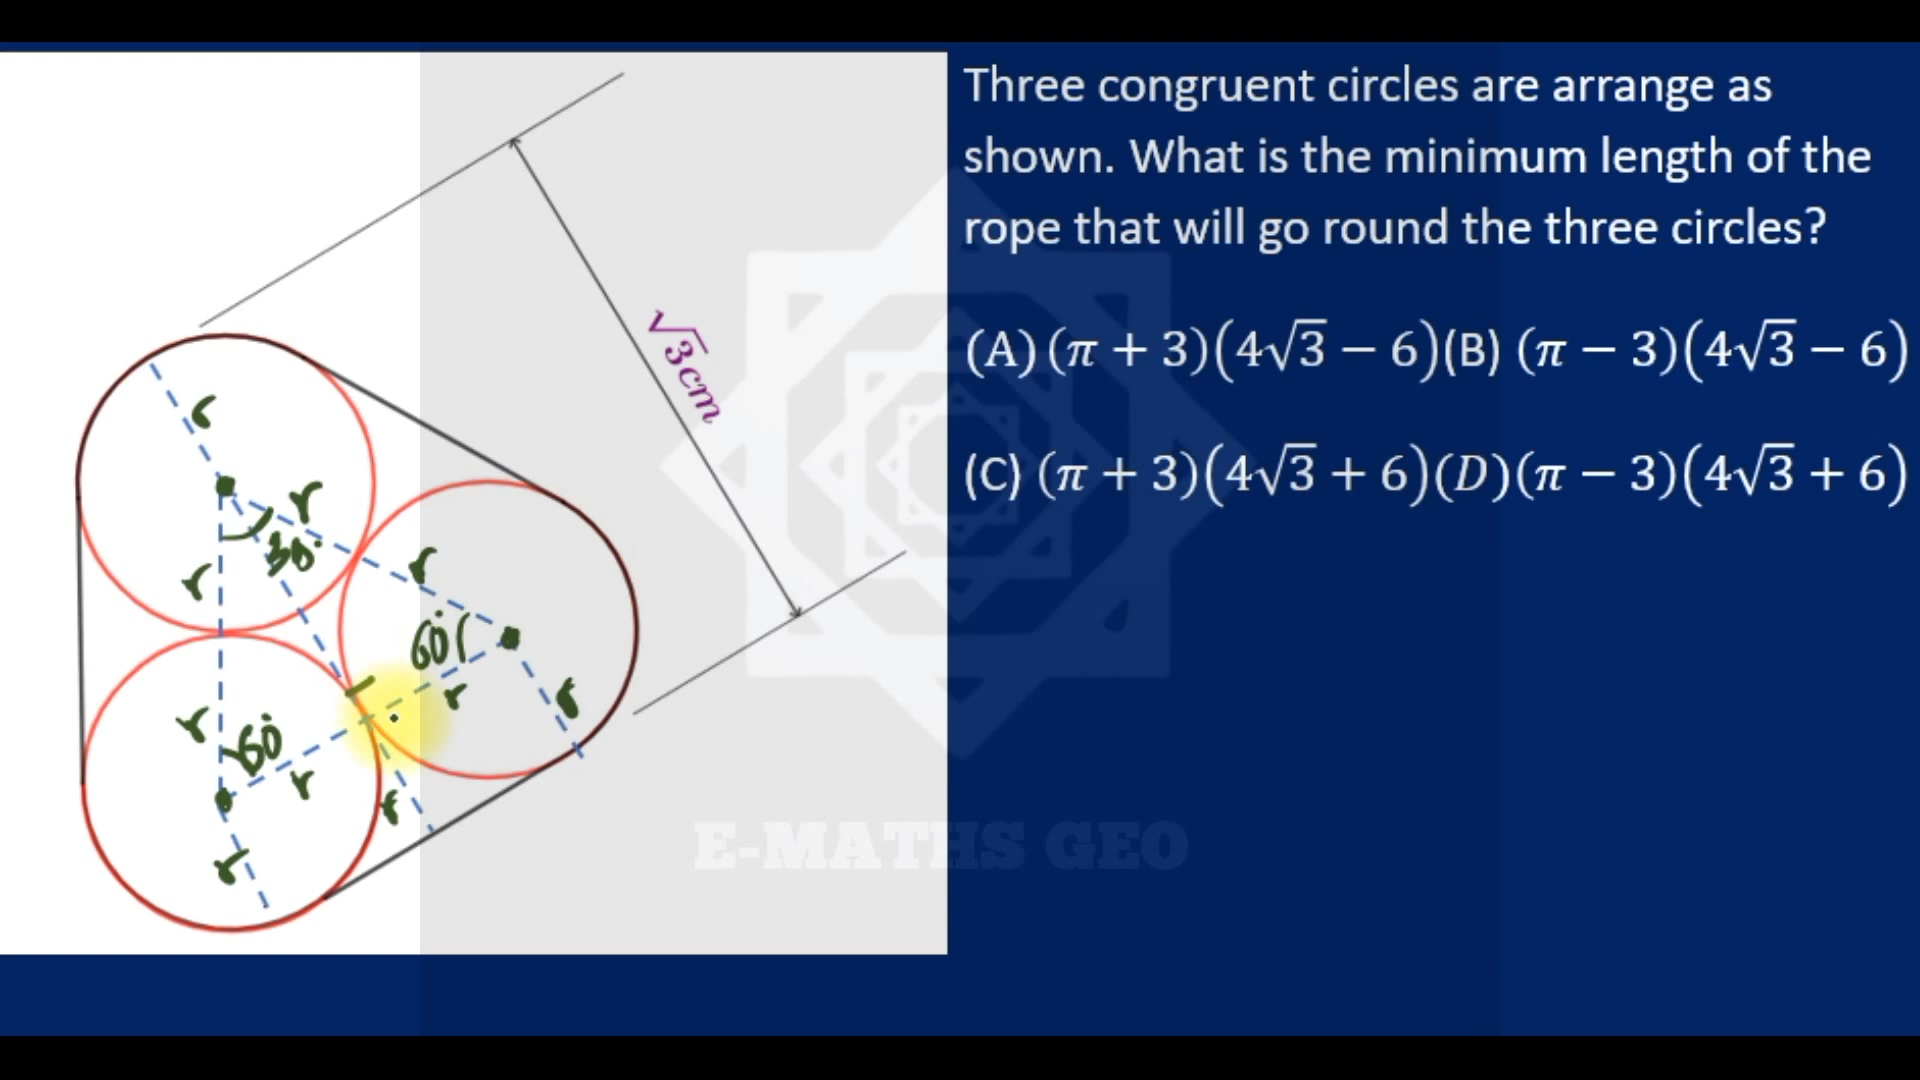 Three congruent circles are arrange as
shown. What is the minimum length of the
rope that will go round the three circles?
(A) (π + 3)(4√3 − 6)(B) (π − 3)(4√3 − 6)
(C) (π + 3)(4√3 + 6)(D)(π − 3)(4√3 + 6)
√3cm
r
r
30°
r
r
60°
r
r
r
60°
r
r
r
E-MATHS GEO